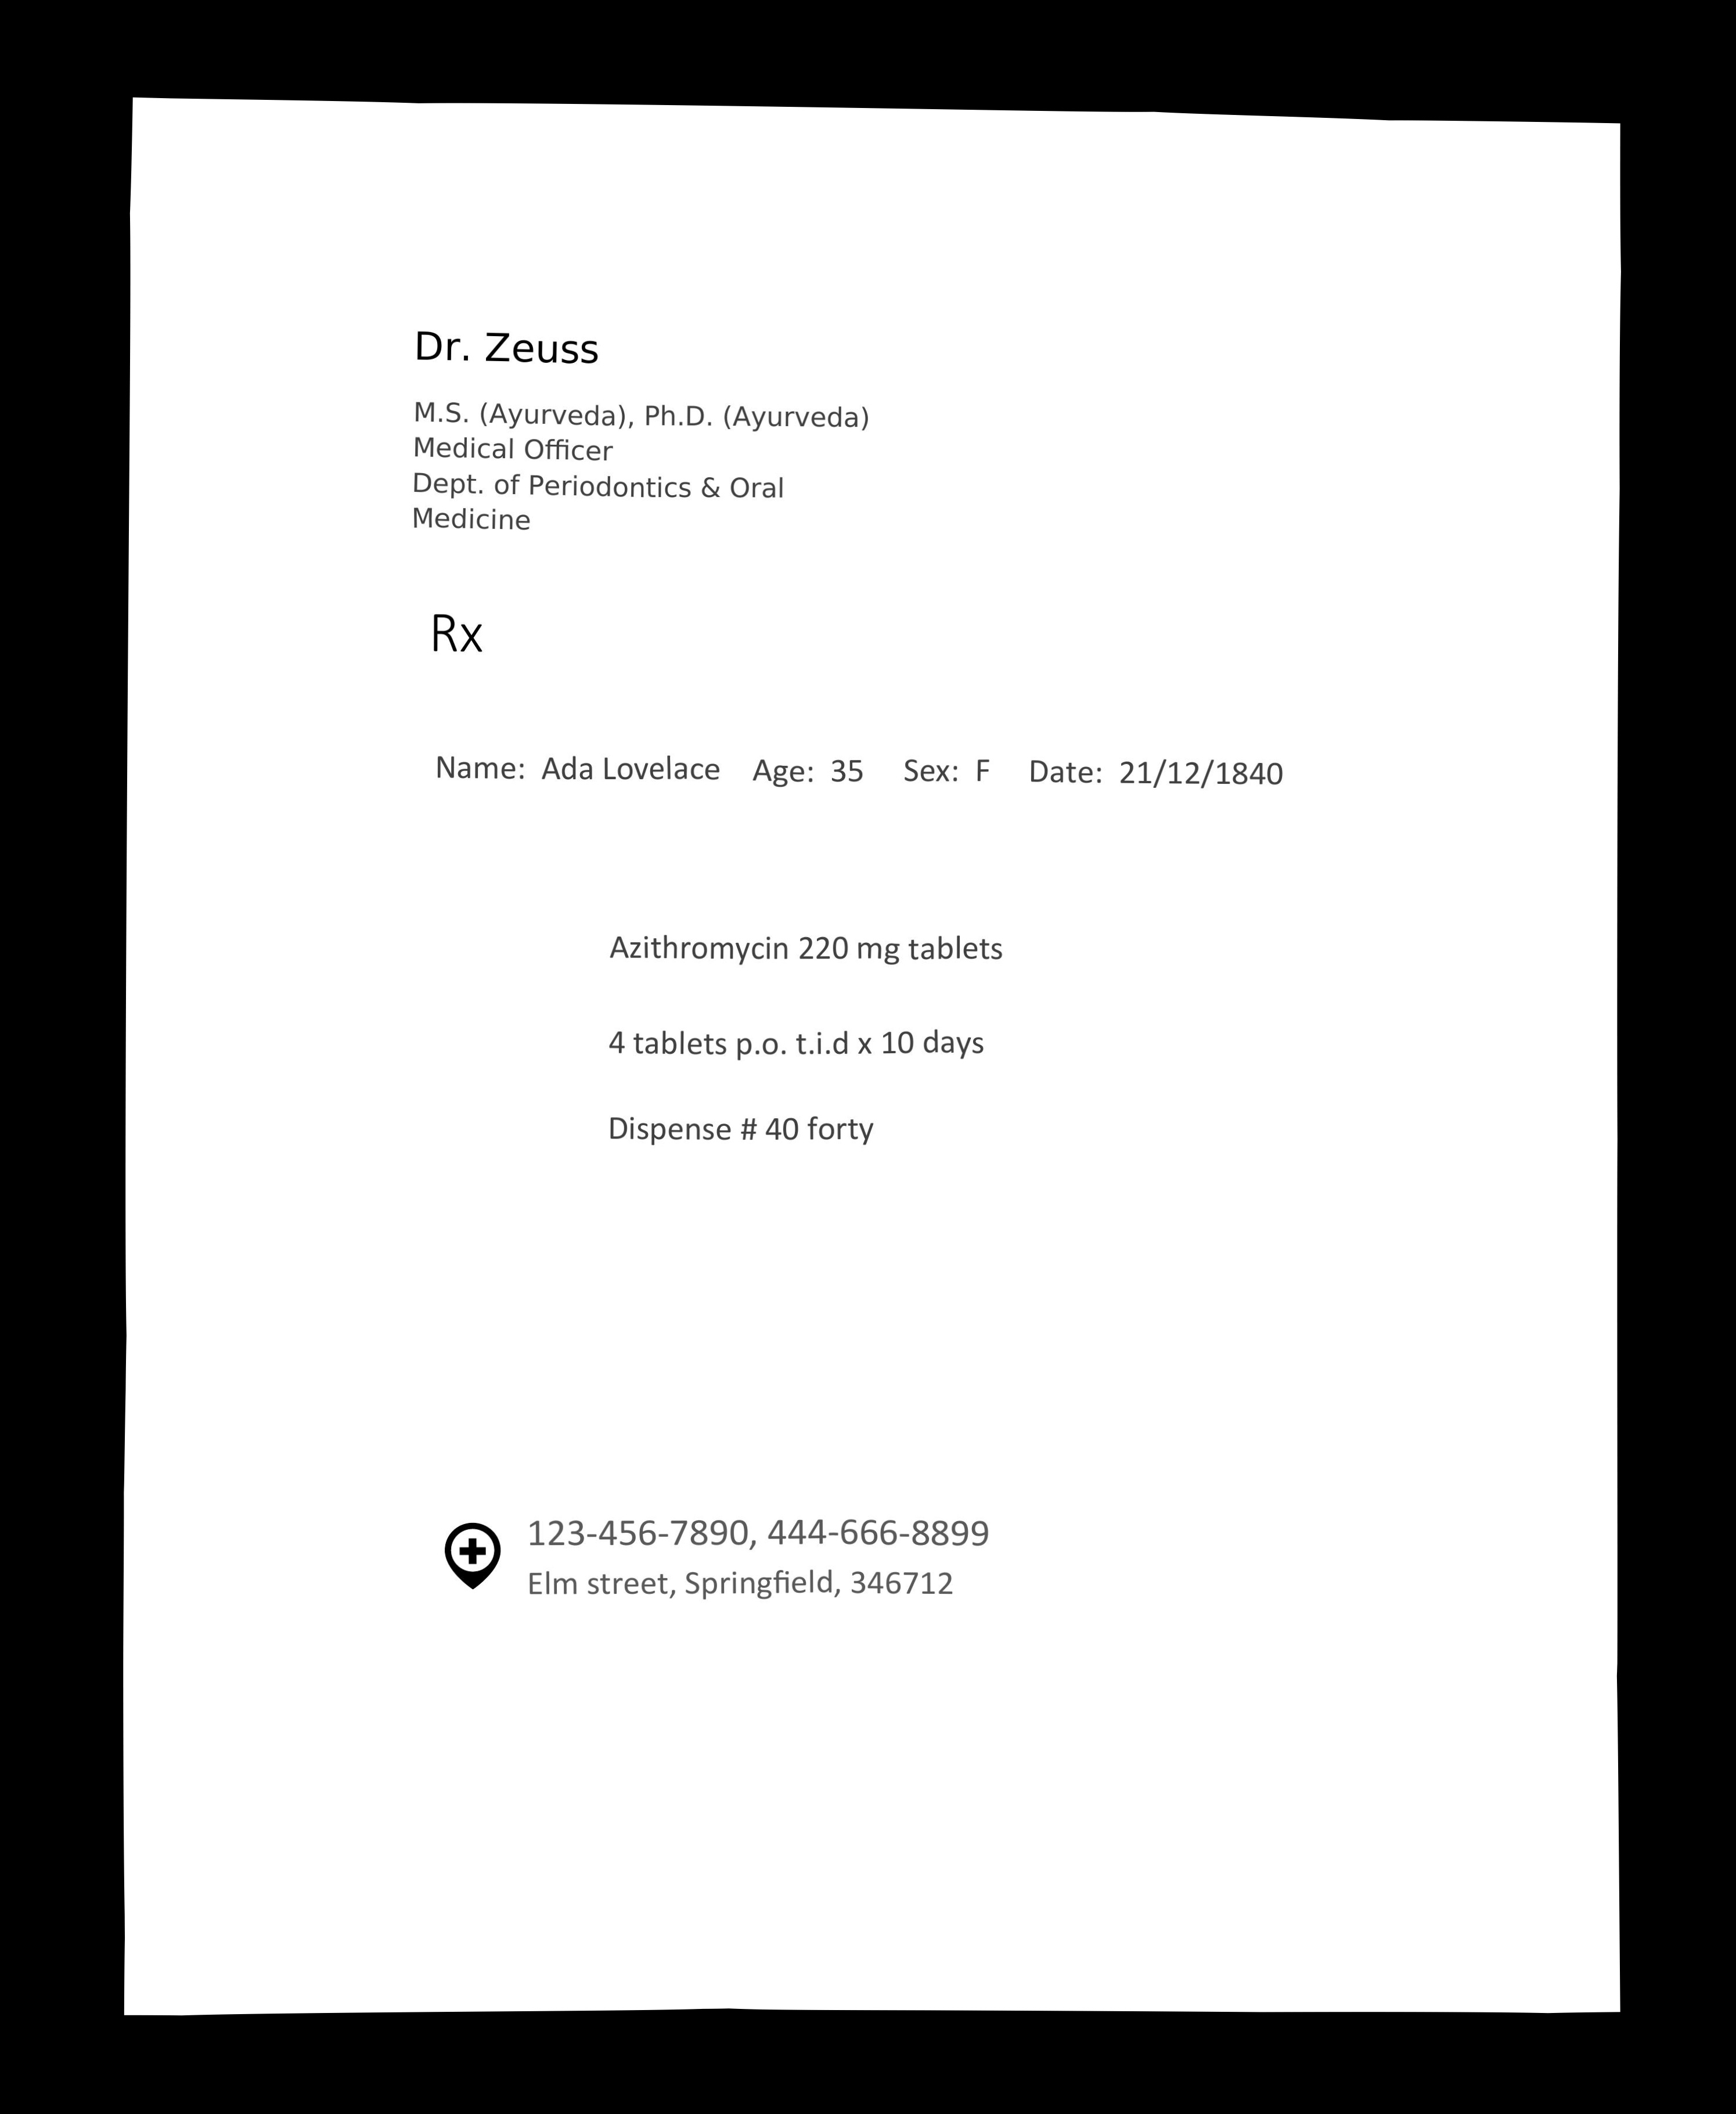 Dr. Zeuss
M.S. (Ayurveda), Ph.D. (Ayurveda)
Medical Officer
Dept. of Periodontics & Oral
Medicine
Rx
Name: Ada Lovelace Age: 35 Sex: F Date: 21/12/1840
Azithromycin 220 mg tablets
4 tablets p.o. t.i.d x 10 days
Dispense # 40 forty
123-456-7890, 444-666-8899
Elm street, Springfield, 346712